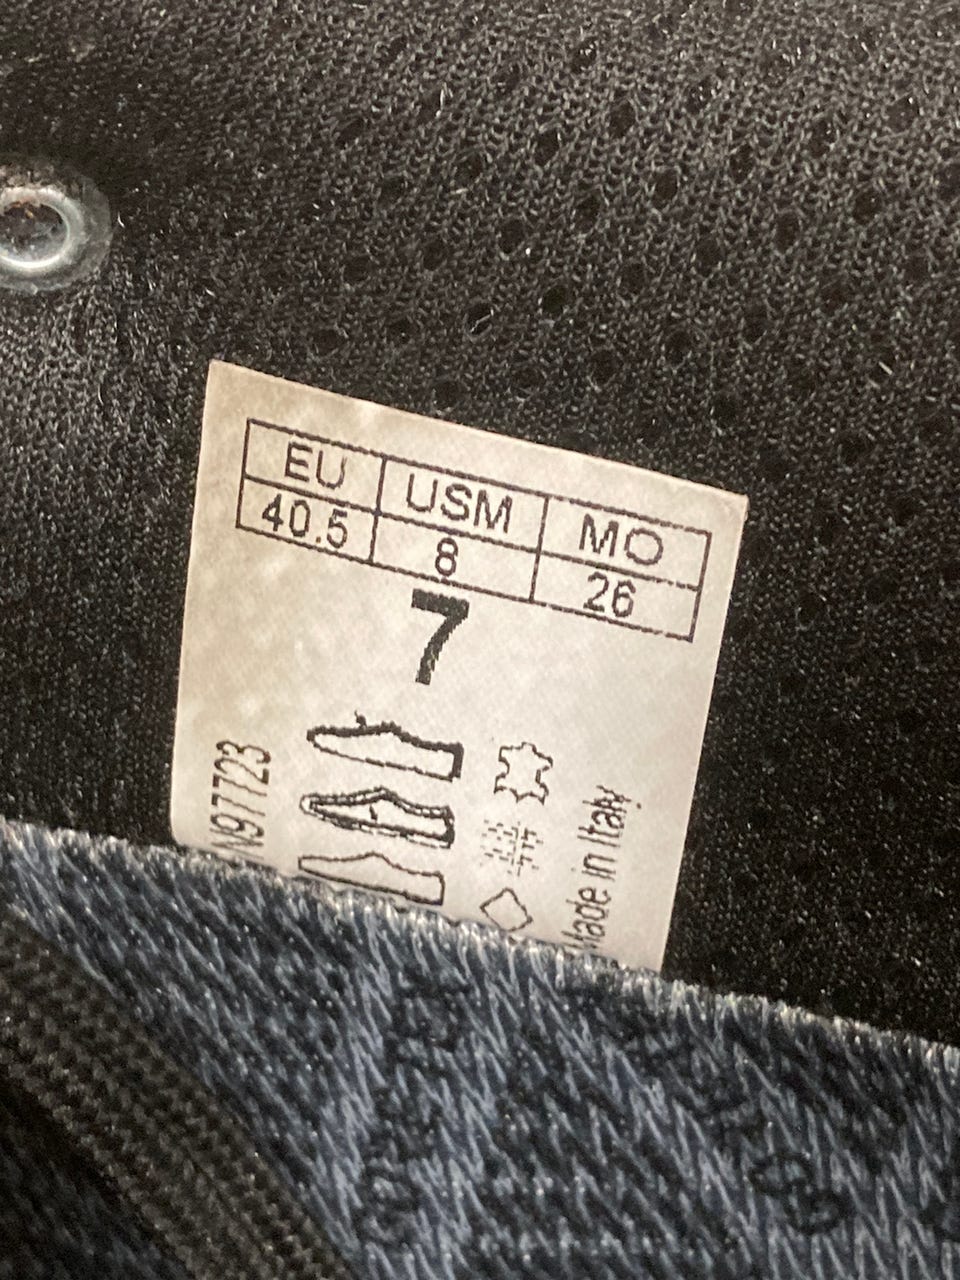 EU USM MO
40.5 8 26
7
N97723
Made in Italy